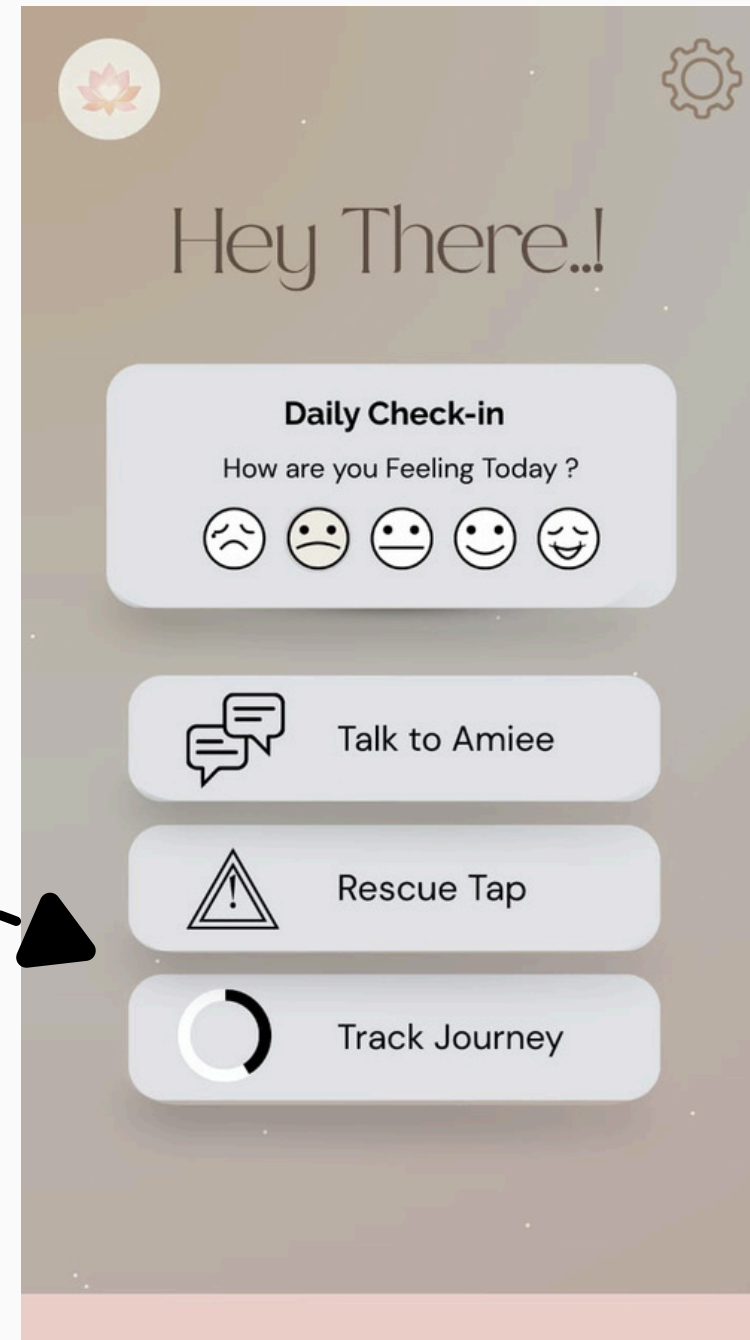 Hey There..!
Daily Check-in
How are you Feeling Today ?
Talk to Amiee
Rescue Tap
Track Journey